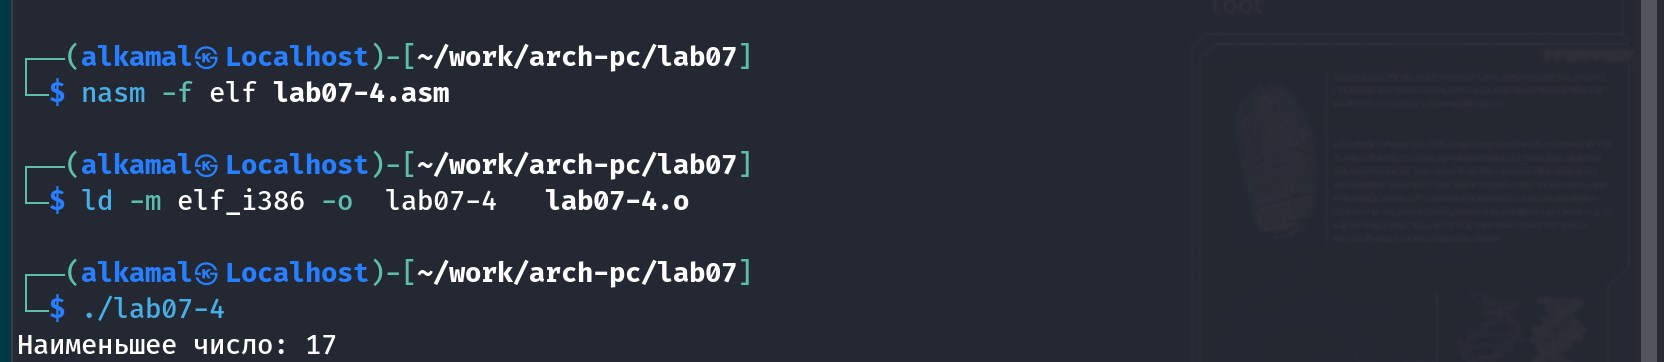 root
┌──(alkamal㉿Localhost)-[~/work/arch-pc/lab07]
└─$ nasm -f elf lab07-4.asm
┌──(alkamal㉿Localhost)-[~/work/arch-pc/lab07]
└─$ ld -m elf_i386 -o  lab07-4   lab07-4.o
┌──(alkamal㉿Localhost)-[~/work/arch-pc/lab07]
└─$ ./lab07-4
Наименьшее число: 17